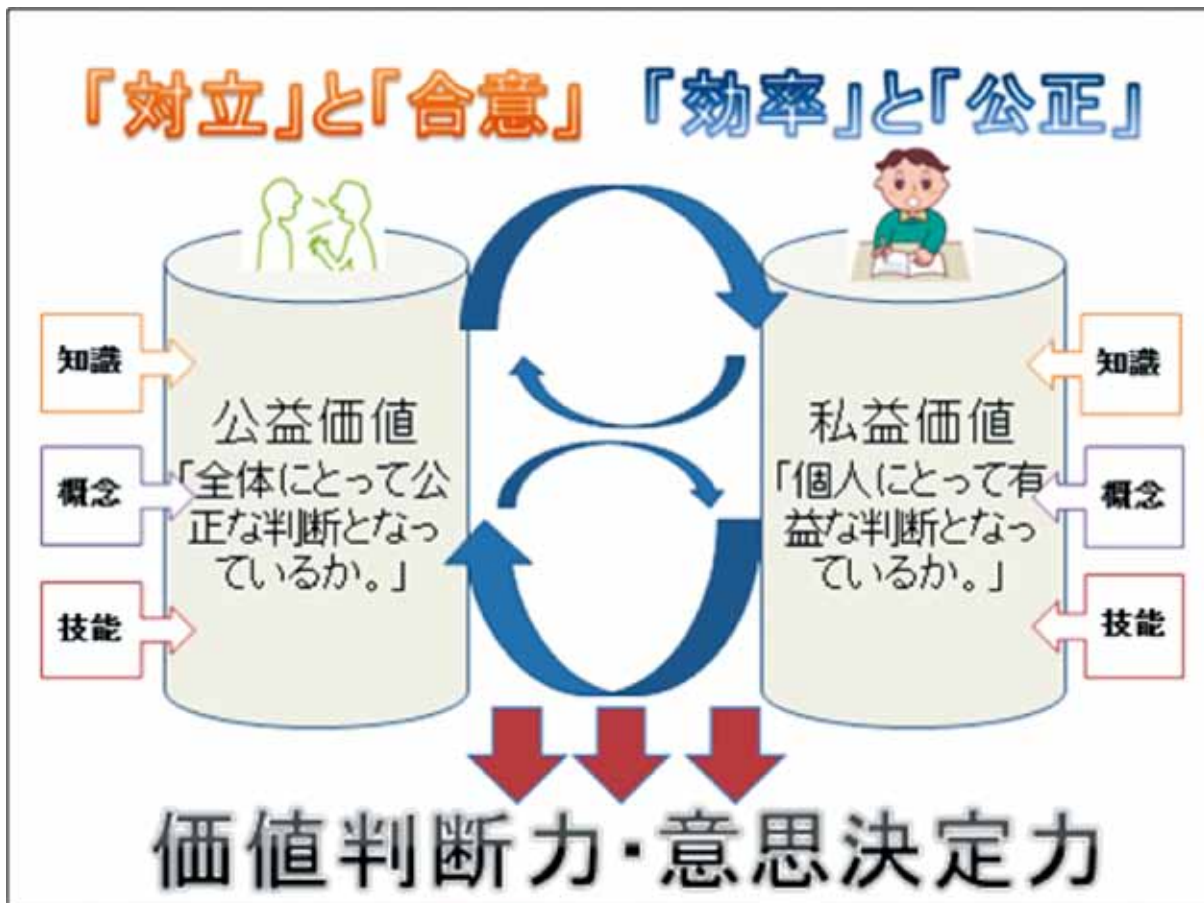 「対立」と「合意」 「効率」と「公正」
知識
概念
技能
公益価値
「全体にとって公
正な判断となっ
ているか。」
私益価値
「個人にとって有
益な判断となっ
ているか。」
知識
概念
技能
価値判断力・意思決定力